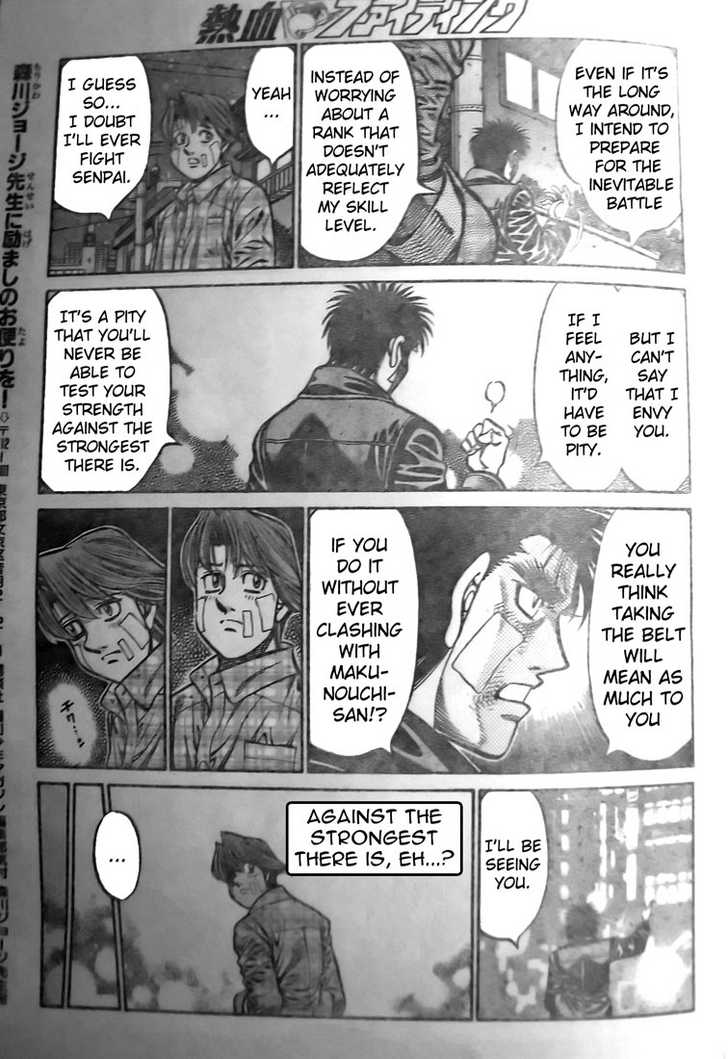 熱血ファイティング
EVEN IF IT'S
THE LONG
WAY AROUND,
I INTEND TO
PREPARE
FOR THE
INEVITABLE
BATTLE
INSTEAD OF
WORRYING
ABOUT A
RANK THAT
DOESN'T
ADEQUATELY
REFLECT
MY SKILL
LEVEL.
YEAH
...
I GUESS
SO...
I DOUBT
I'LL EVER
FIGHT
SENPAI.
BUT I
CAN'T
SAY
THAT I
ENVY
YOU.
IF I
FEEL
ANY-
THING,
IT'D
HAVE
TO BE
PITY.
IT'S A PITY
THAT YOU'LL
NEVER BE
ABLE TO
TEST YOUR
STRENGTH
AGAINST THE
STRONGEST
THERE IS.
YOU
REALLY
THINK
TAKING
THE BELT
WILL
MEAN AS
MUCH TO
YOU
IF YOU
DO IT
WITHOUT
EVER
CLASHING
WITH
MAKU-
NOUCHI-
SAN!?
I'LL BE
SEEING
YOU.
AGAINST THE
STRONGEST
THERE IS, EH...?
...
森川ジョージ先生に励ましのお便りを！